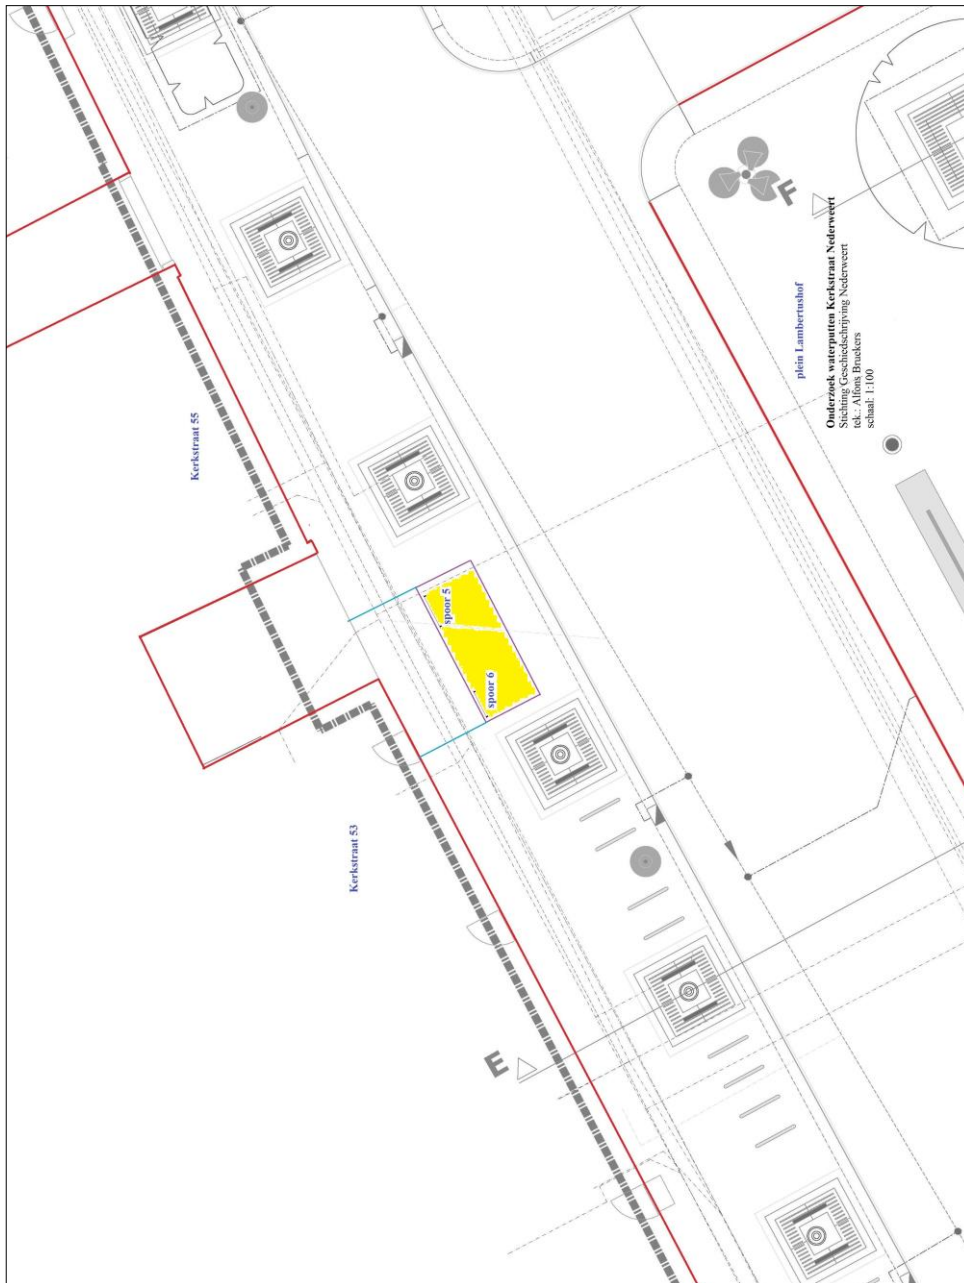 Kerkstraat 55
Kerkstraat 53
spoor 5
spoor 6
E
F
plein Lambertushof
Onderzoek waterputten Kerkstraat Nederweert
Stichting Geschiedschrijving Nederweert
tek.: Alfons Bruekers
schaal: 1:100